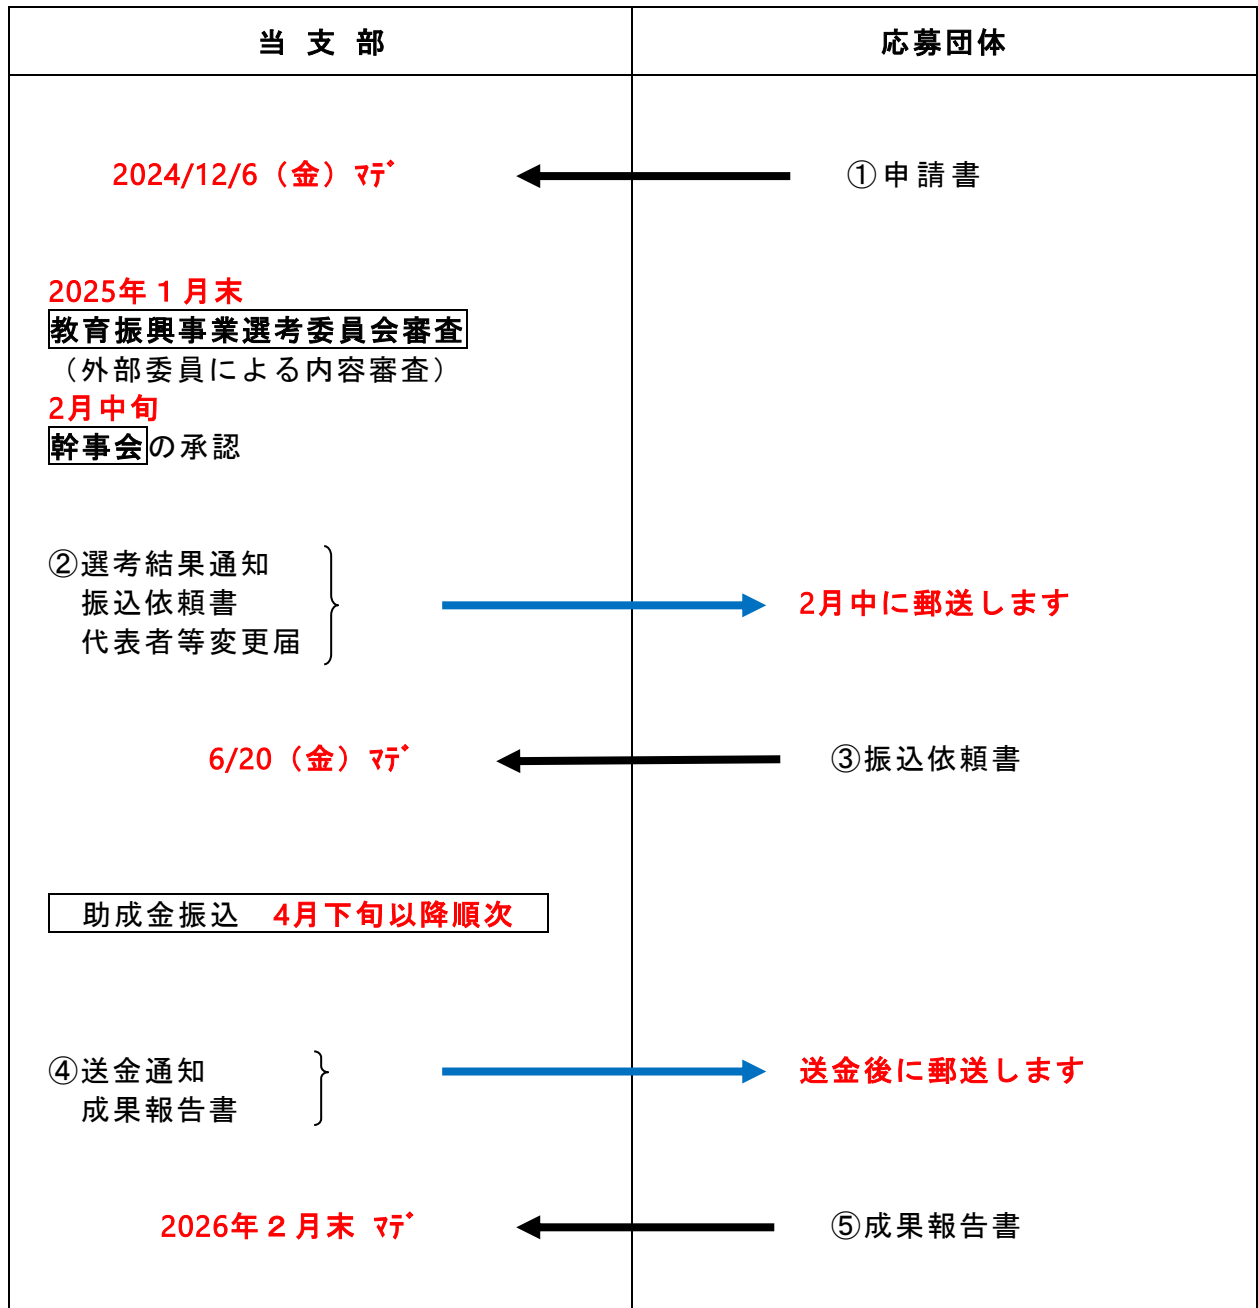 当 支 部
応募団体
2024/12/6（金）ﾏﾃﾞ
①申請書
2025年１月末
教育振興事業選考委員会審査
（外部委員による内容審査）
2月中旬
幹事会の承認
②選考結果通知
振込依頼書
代表者等変更届
2月中に郵送します
6/20（金）ﾏﾃﾞ
③振込依頼書
助成金振込　4月下旬以降順次
④送金通知
成果報告書
送金後に郵送します
2026年２月末 ﾏﾃﾞ
⑤成果報告書